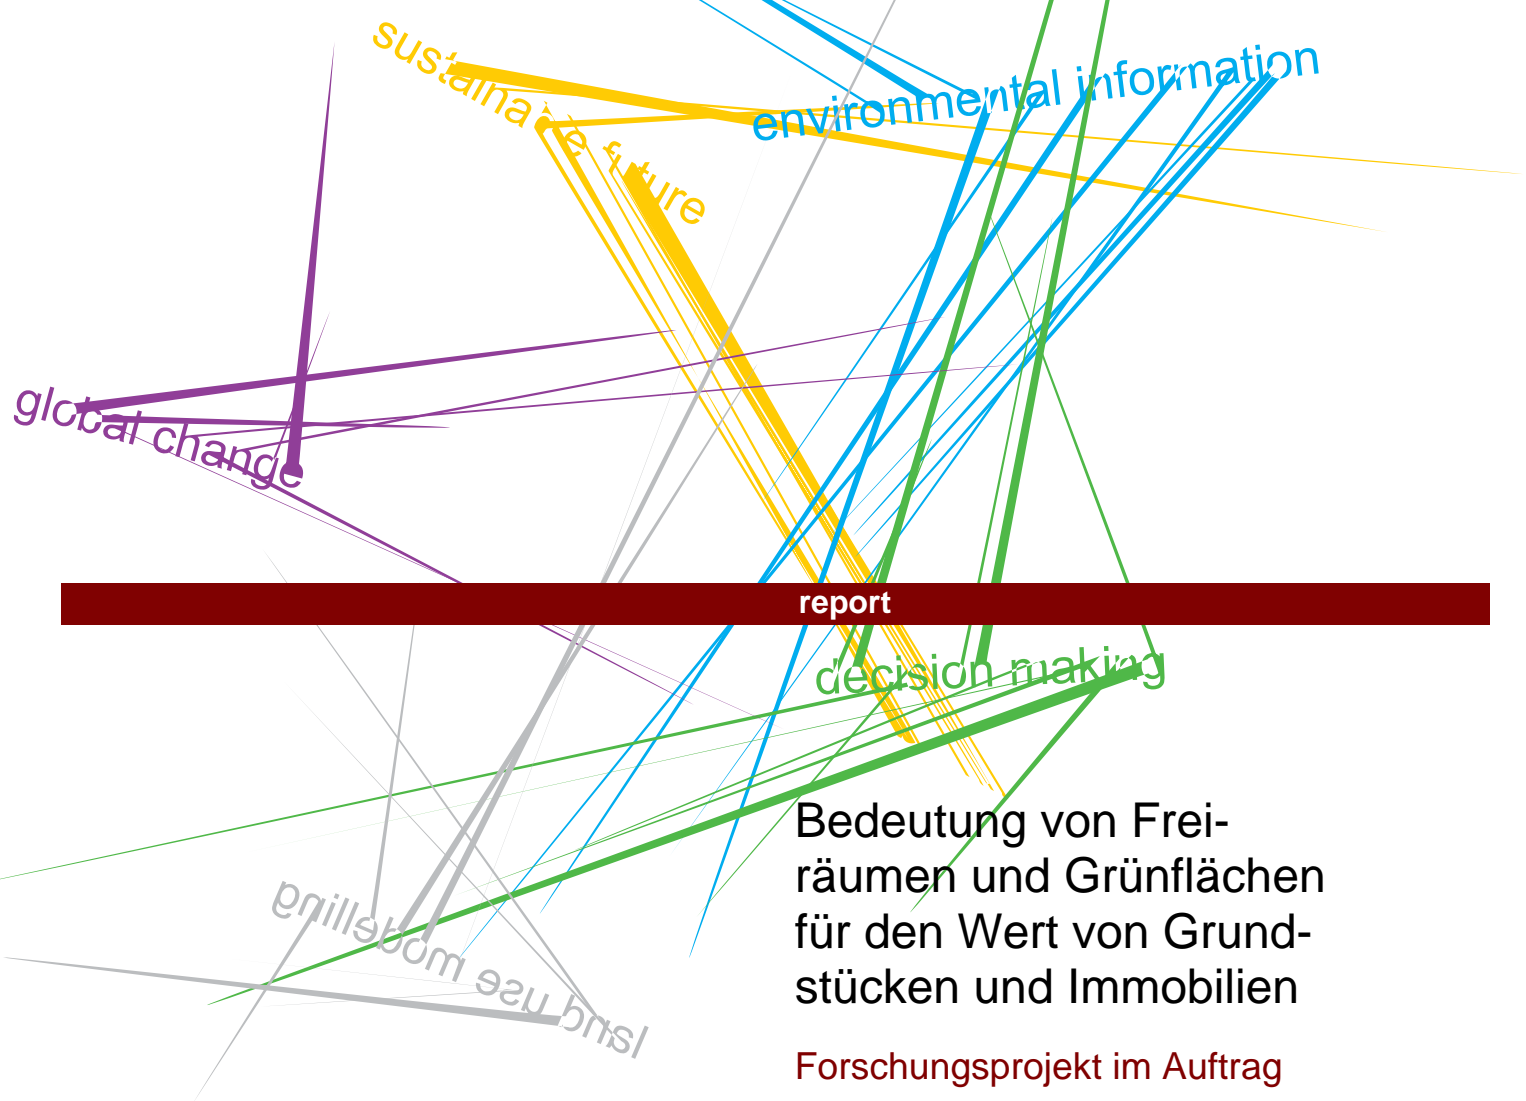 sustainable future
environmental information
global change
report
decision making
Bedeutung von Frei-
räumen und Grünflächen
für den Wert von Grund-
stücken und Immobilien
land use modelling
Forschungsprojekt im Auftrag